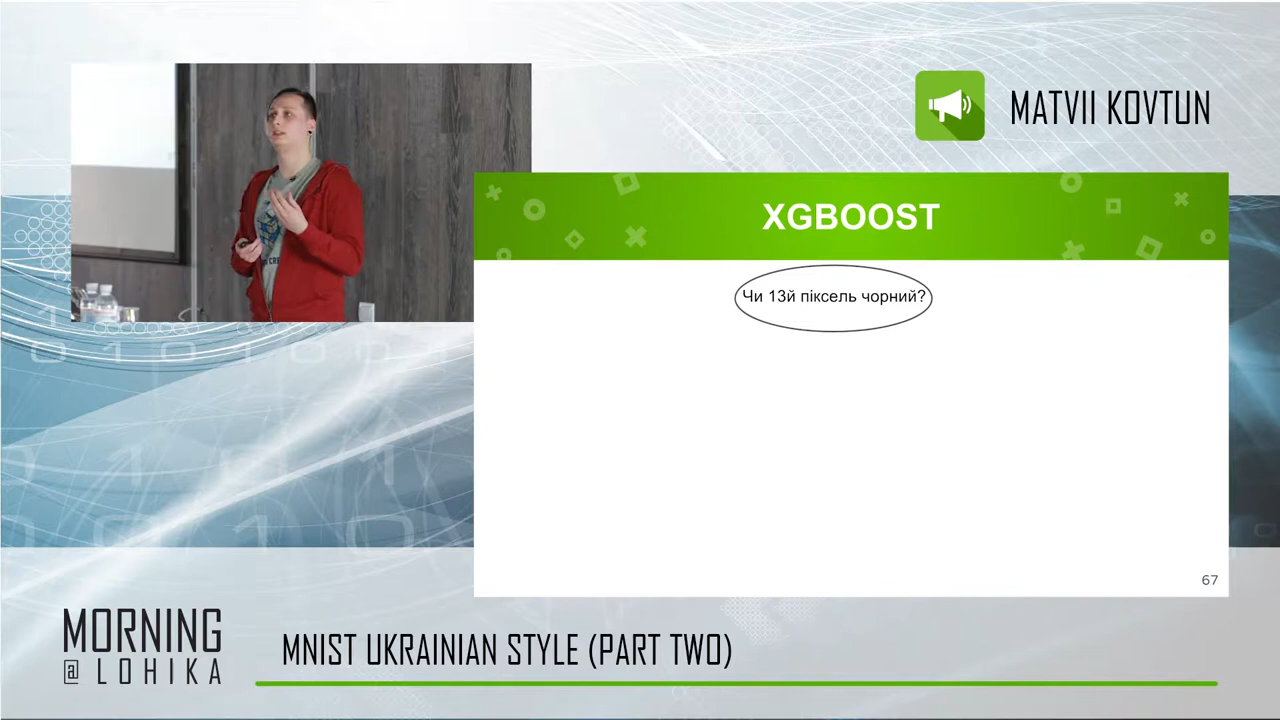 MATVII KOVTUN
XGBOOST
Чи 13й піксель чорний?
67
MORNING
@ LOHIKA
MNIST UKRAINIAN STYLE (PART TWO)